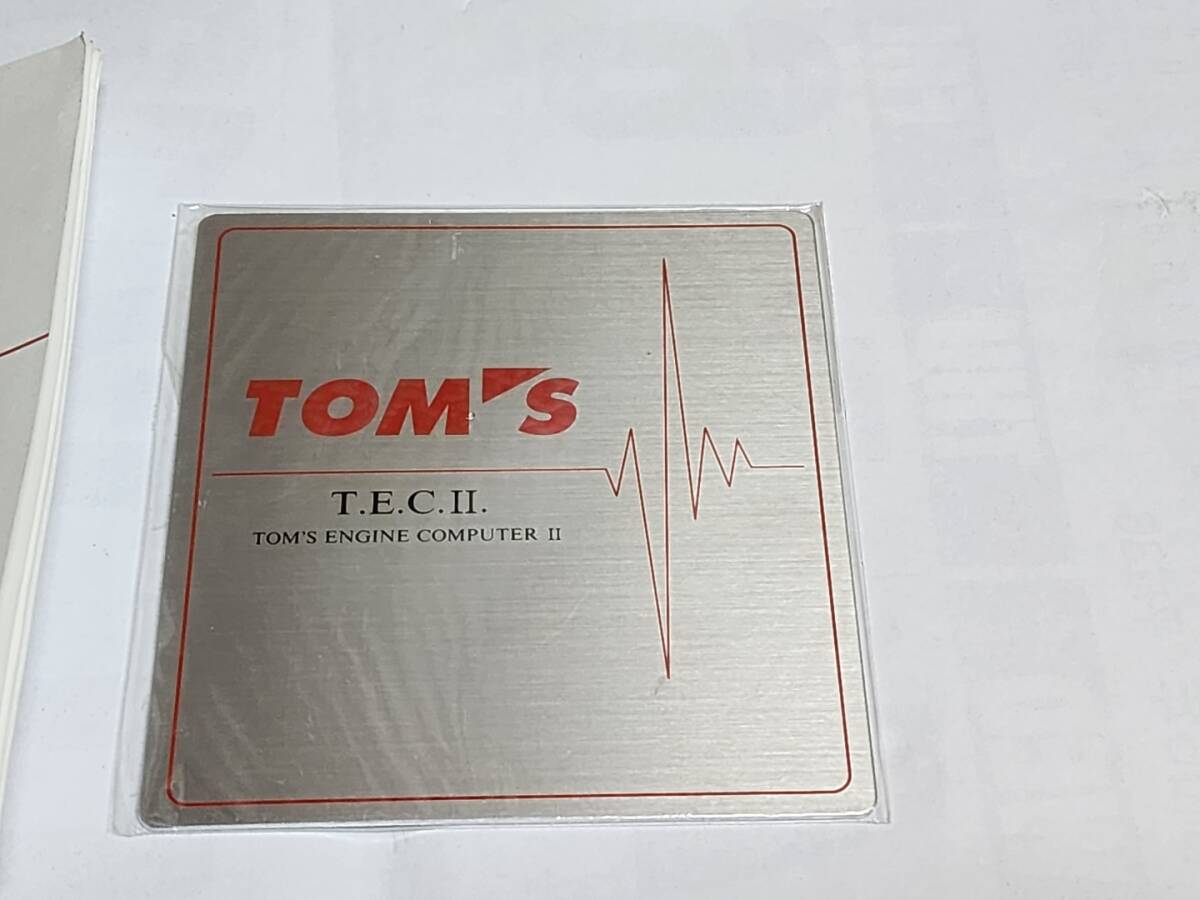 TOM'S
T.E.C.II.
TOM'S ENGINE COMPUTER II